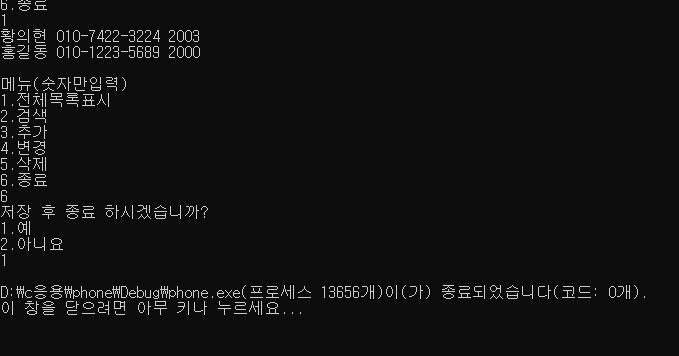 6.종료
1
황의현 010-7422-3224 2003
홍길동 010-1223-5689 2000
메뉴(숫자만입력)
1.전체목록표시
2.검색
3.추가
4.변경
5.삭제
6.종료
6
저장 후 종료 하시겠습니까?
1.예
2.아니요
1
D:\c응용\phone\Debug\phone.exe(프로세스 13656개)이(가) 종료되었습니다(코드: 0개).
이 창을 닫으려면 아무 키나 누르세요...